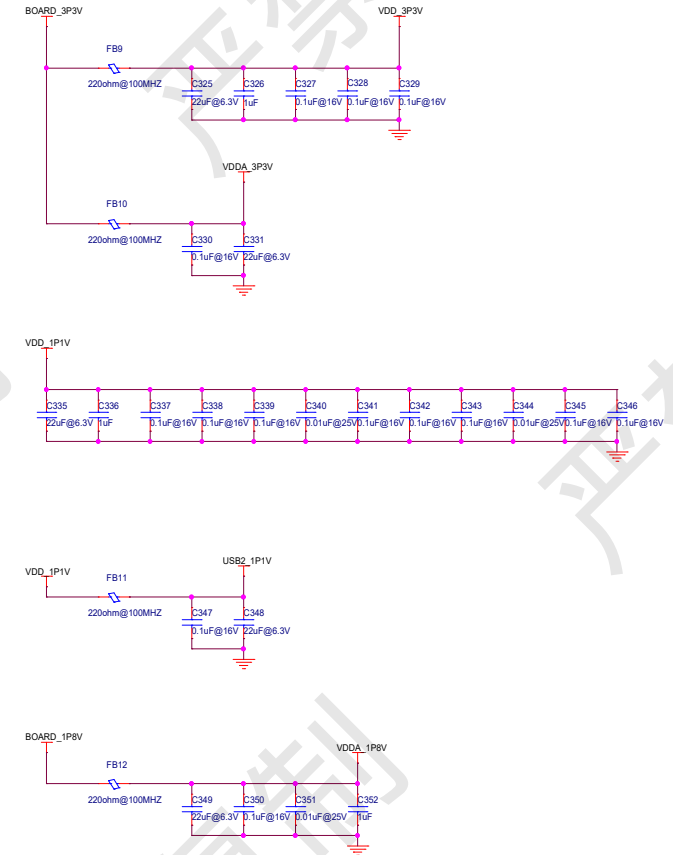 BOARD_3P3V VDD_3P3V
FB9
220ohm@100MHZ
C325 C326 C327 C328 C329
22uF@6.3V 1uF 0.1uF@16V 0.1uF@16V 0.1uF@16V
VDDA_3P3V
FB10
220ohm@100MHZ
C330 C331
0.1uF@16V 22uF@6.3V
VDD_1P1V
C335 C336 C337 C338 C339 C340 C341 C342 C343 C344 C345 C346
22uF@6.3V 1uF 0.1uF@16V 0.1uF@16V 0.1uF@16V 0.01uF@25V 0.1uF@16V 0.1uF@16V 0.1uF@16V 0.01uF@25V 0.1uF@16V 0.1uF@16V
VDD_1P1V USB2_1P1V
FB11
220ohm@100MHZ
C347 C348
0.1uF@16V 22uF@6.3V
BOARD_1P8V VDDA_1P8V
FB12
220ohm@100MHZ
C349 C350 C351 C352
22uF@6.3V 0.1uF@16V 0.01uF@25V 1uF
严禁
严
制